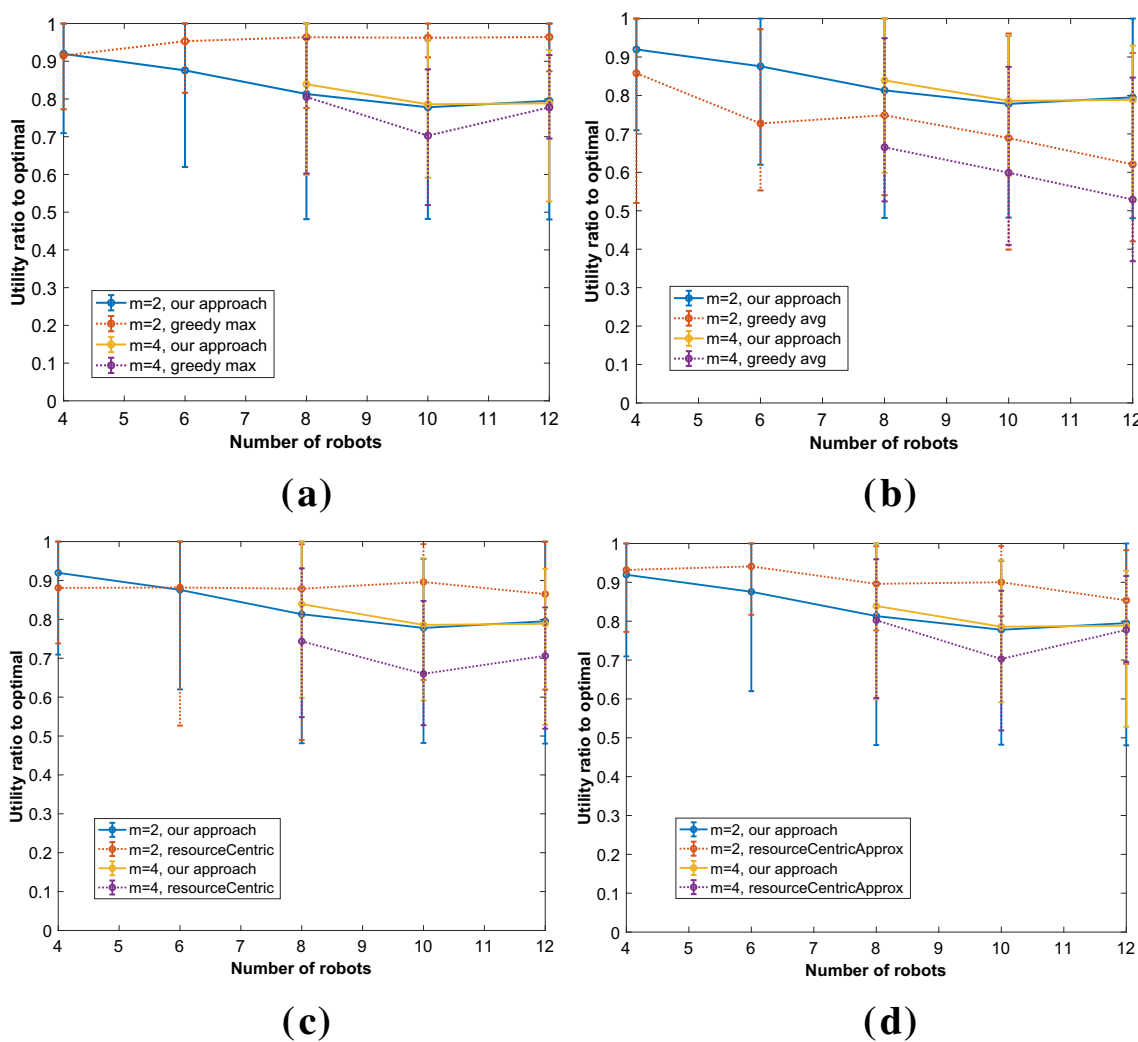 1
0.9
0.8
0.7
0.6
0.5
0.4
0.3
0.2
0.1
0
Utility ratio to optimal
m=2, our approach
m=2, greedy max
m=4, our approach
m=4, greedy max
4 5 6 7 8 9 10 11 12
Number of robots
(a)
1
0.9
0.8
0.7
0.6
0.5
0.4
0.3
0.2
0.1
0
Utility ratio to optimal
m=2, our approach
m=2, greedy avg
m=4, our approach
m=4, greedy avg
4 5 6 7 8 9 10 11 12
Number of robots
(b)
1
0.9
0.8
0.7
0.6
0.5
0.4
0.3
0.2
0.1
0
Utility ratio to optimal
m=2, our approach
m=2, resourceCentric
m=4, our approach
m=4, resourceCentric
4 5 6 7 8 9 10 11 12
Number of robots
(c)
1
0.9
0.8
0.7
0.6
0.5
0.4
0.3
0.2
0.1
0
Utility ratio to optimal
m=2, our approach
m=2, resourceCentricApprox
m=4, our approach
m=4, resourceCentricApprox
4 5 6 7 8 9 10 11 12
Number of robots
(d)